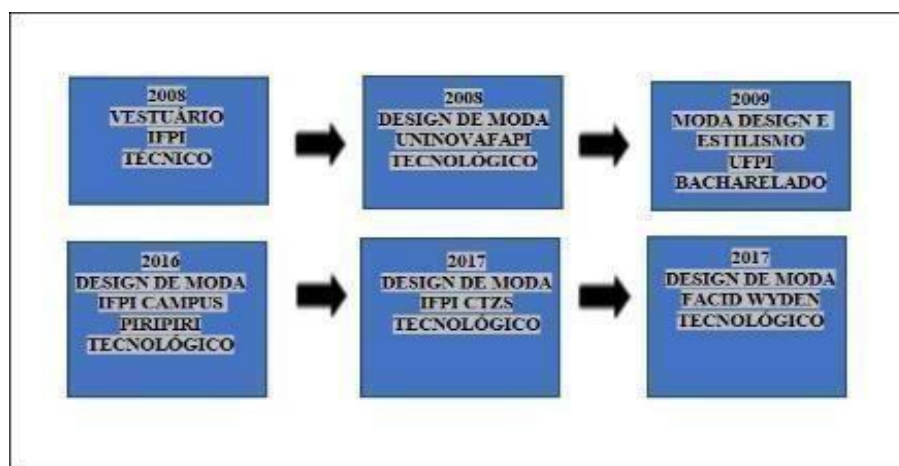 2008
VESTUÁRIO
IFPI
TÉCNICO
2008
DESIGN DE MODA
UNINOVAFAPI
TECNOLÓGICO
2009
MODA DESIGN E
ESTILISMO
UFPI
BACHARELADO
2016
DESIGN DE MODA
IFPI CAMPUS
PIRIPIRI
TECNOLÓGICO
2017
DESIGN DE MODA
IFPI CTZS
TECNOLÓGICO
2017
DESIGN DE MODA
FACID WYDEN
TECNOLÓGICO